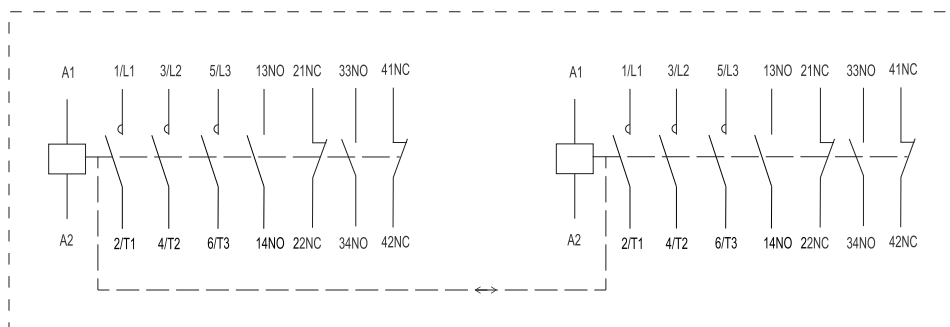 A1 1/L1 3/L2 5/L3 13NO 21NC 33NO 41NC
A2 2/T1 4/T2 6/T3 14NO 22NC 34NO 42NC
A1 1/L1 3/L2 5/L3 13NO 21NC 33NO 41NC
A2 2/T1 4/T2 6/T3 14NO 22NC 34NO 42NC